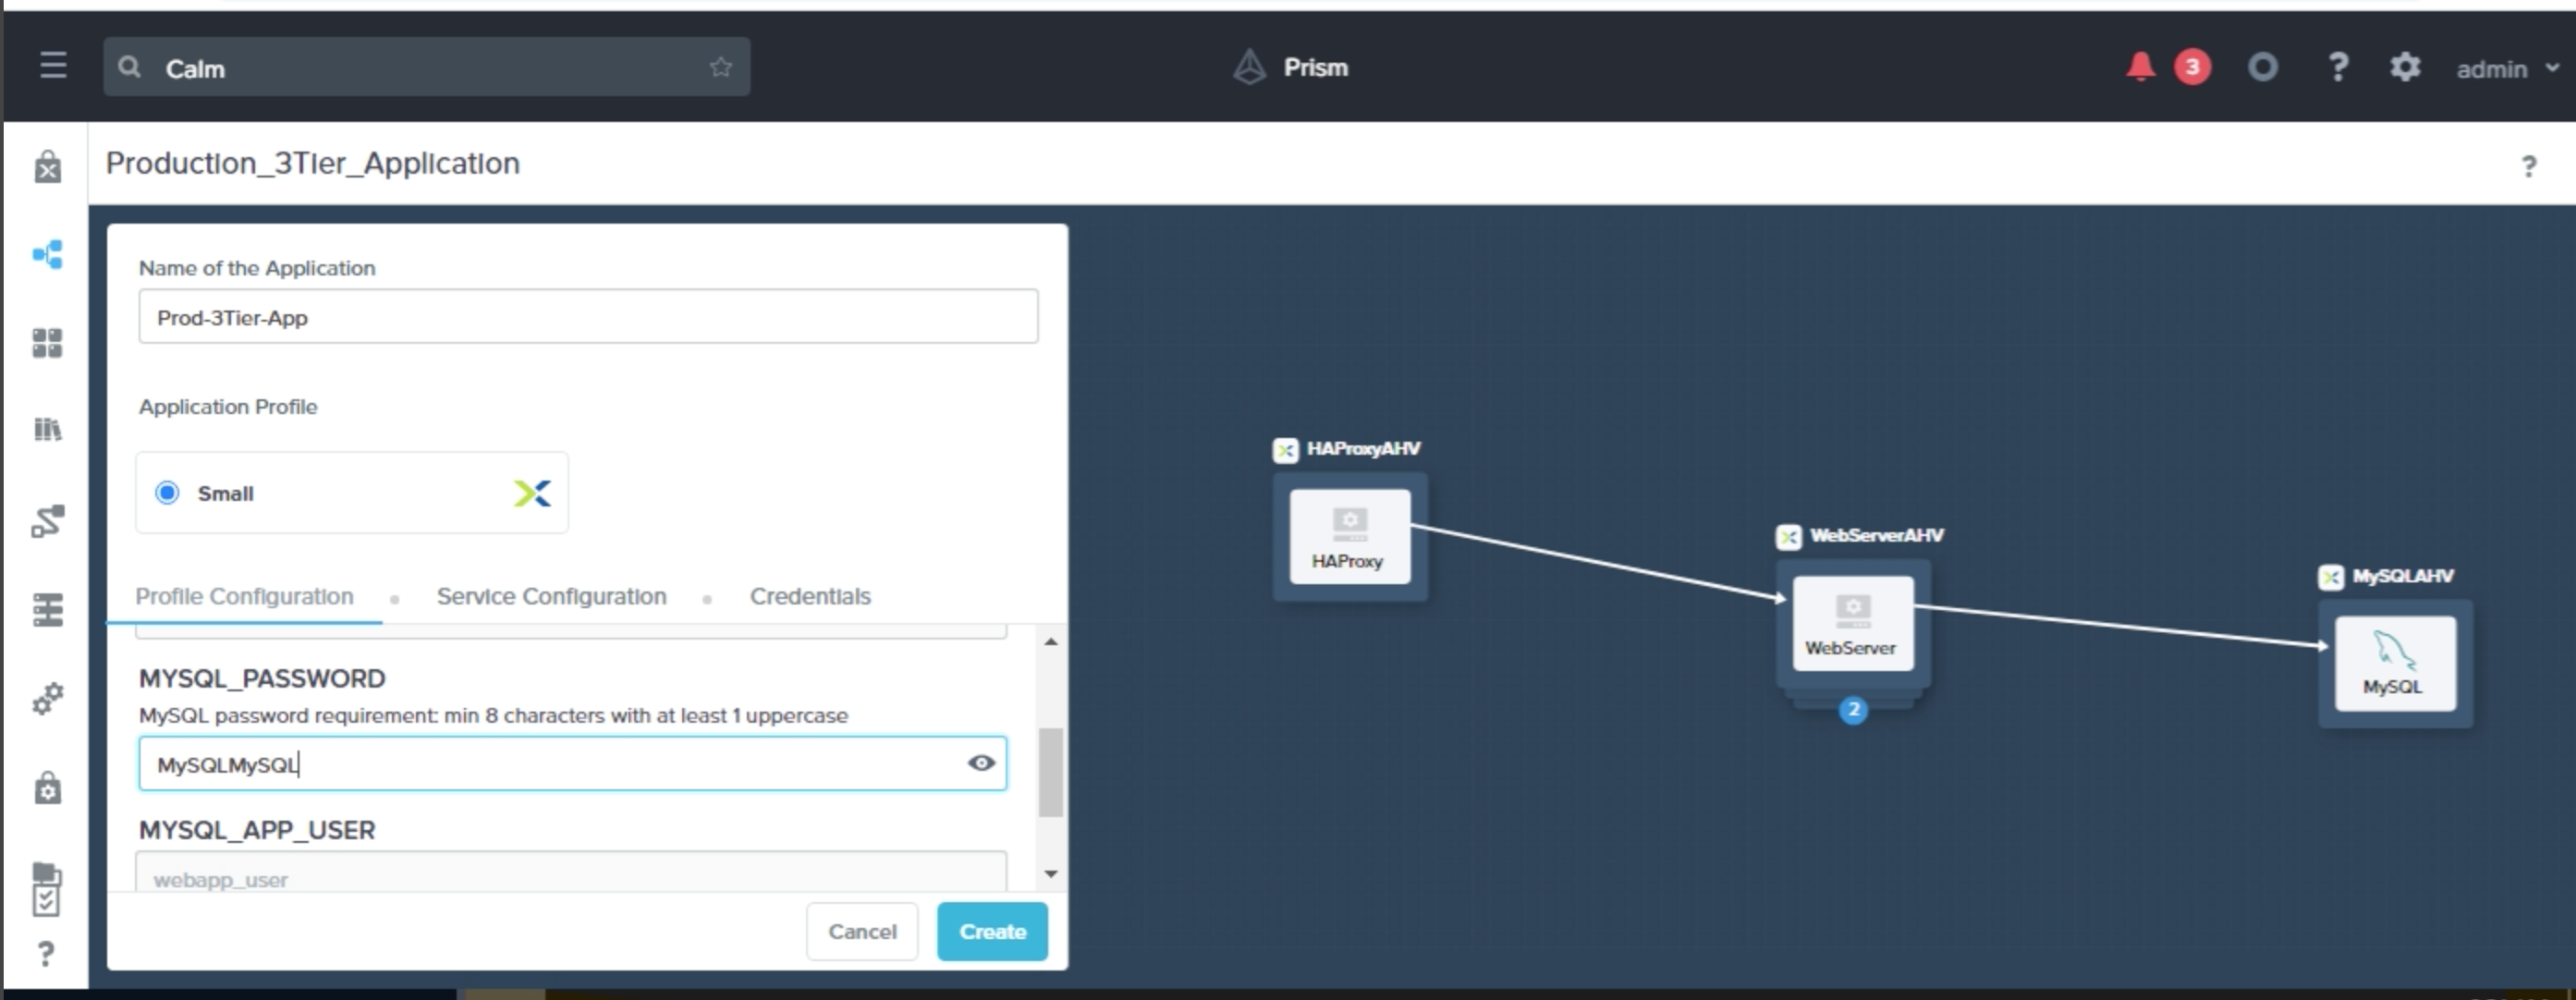 Calm
Prism
3
?
admin
Production_3Tier_Application
?
Name of the Application
Prod-3Tier-App
Application Profile
Small
Profile Configuration
Service Configuration
Credentials
MYSQL_PASSWORD
MySQL password requirement: min 8 characters with at least 1 uppercase
MySQLMySQL
MYSQL_APP_USER
webapp_user
Cancel
Create
?
HAProxyAHV
HAProxy
WebServerAHV
WebServer
2
MySQLAHV
MySQL